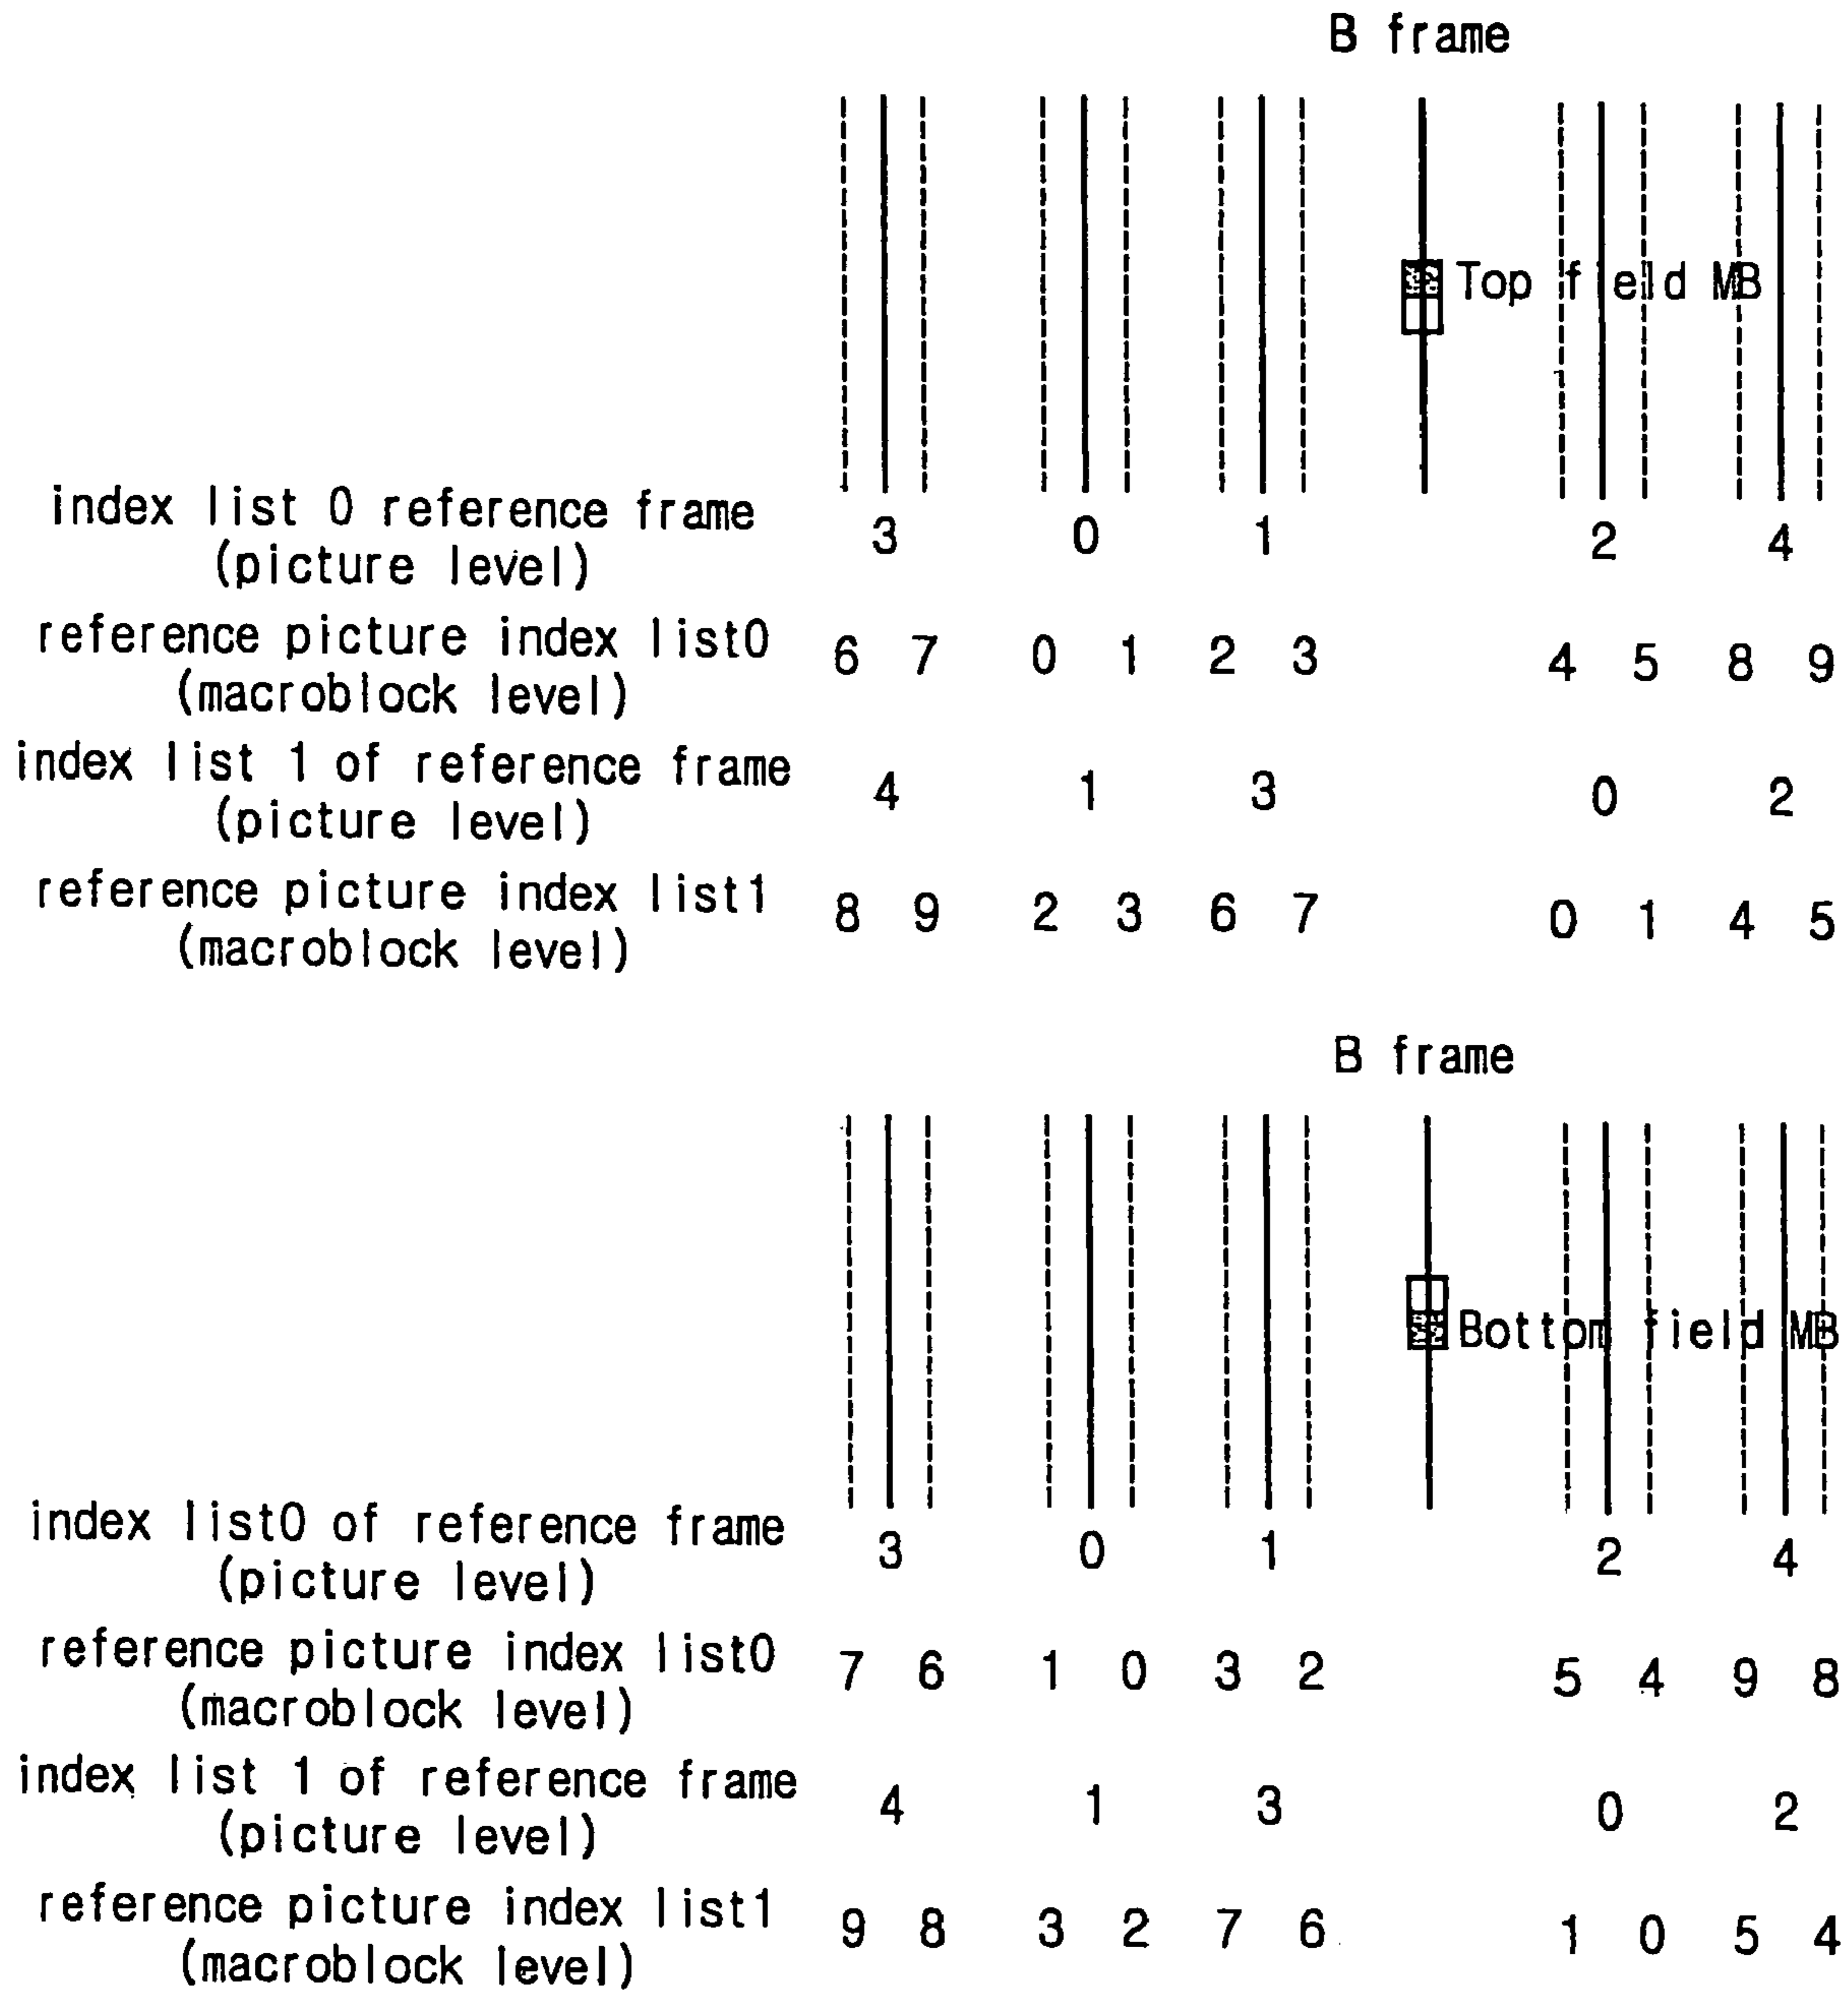 B frame
Top field MB
index list 0 reference frame
(picture level)
3 0 1 2 4
reference picture index list0
(macroblock level)
6 7 0 1 2 3 4 5 8 9
index list 1 of reference frame
(picture level)
4 1 3 0 2
reference picture index list1
(macroblock level)
8 9 2 3 6 7 0 1 4 5
B frame
Bottom field MB
index list0 of reference frame
(picture level)
3 0 1 2 4
reference picture index list0
(macroblock level)
7 6 1 0 3 2 5 4 9 8
index list 1 of reference frame
(picture level)
4 1 3 0 2
reference picture index list1
(macroblock level)
9 8 3 2 7 6 1 0 5 4